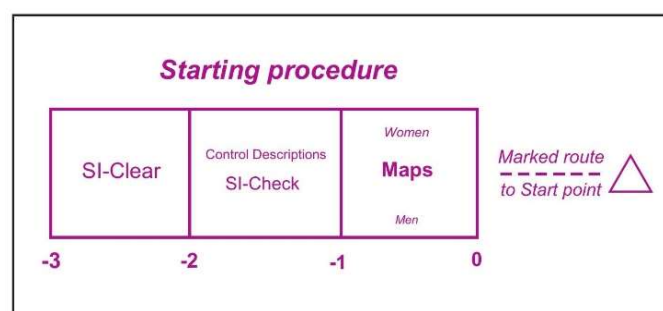 Starting procedure
SI-Clear
Control Descriptions
SI-Check
Women
Maps
Men
Marked route
to Start point
-3
-2
-1
0